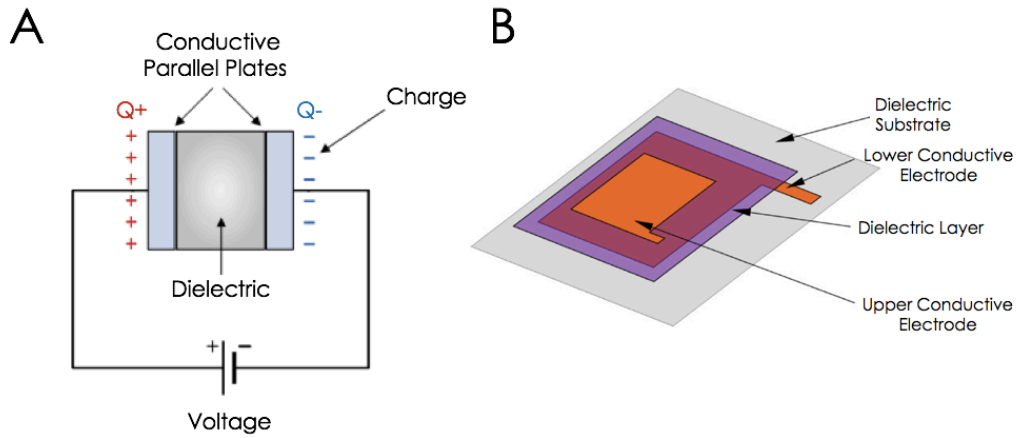 A
Conductive
Parallel Plates
Q+
Q-
Charge
+ −
+ −
+ −
+ −
+ −
+ −
Dielectric
+ −
Voltage
B
Dielectric
Substrate
Lower Conductive
Electrode
Dielectric Layer
Upper Conductive
Electrode